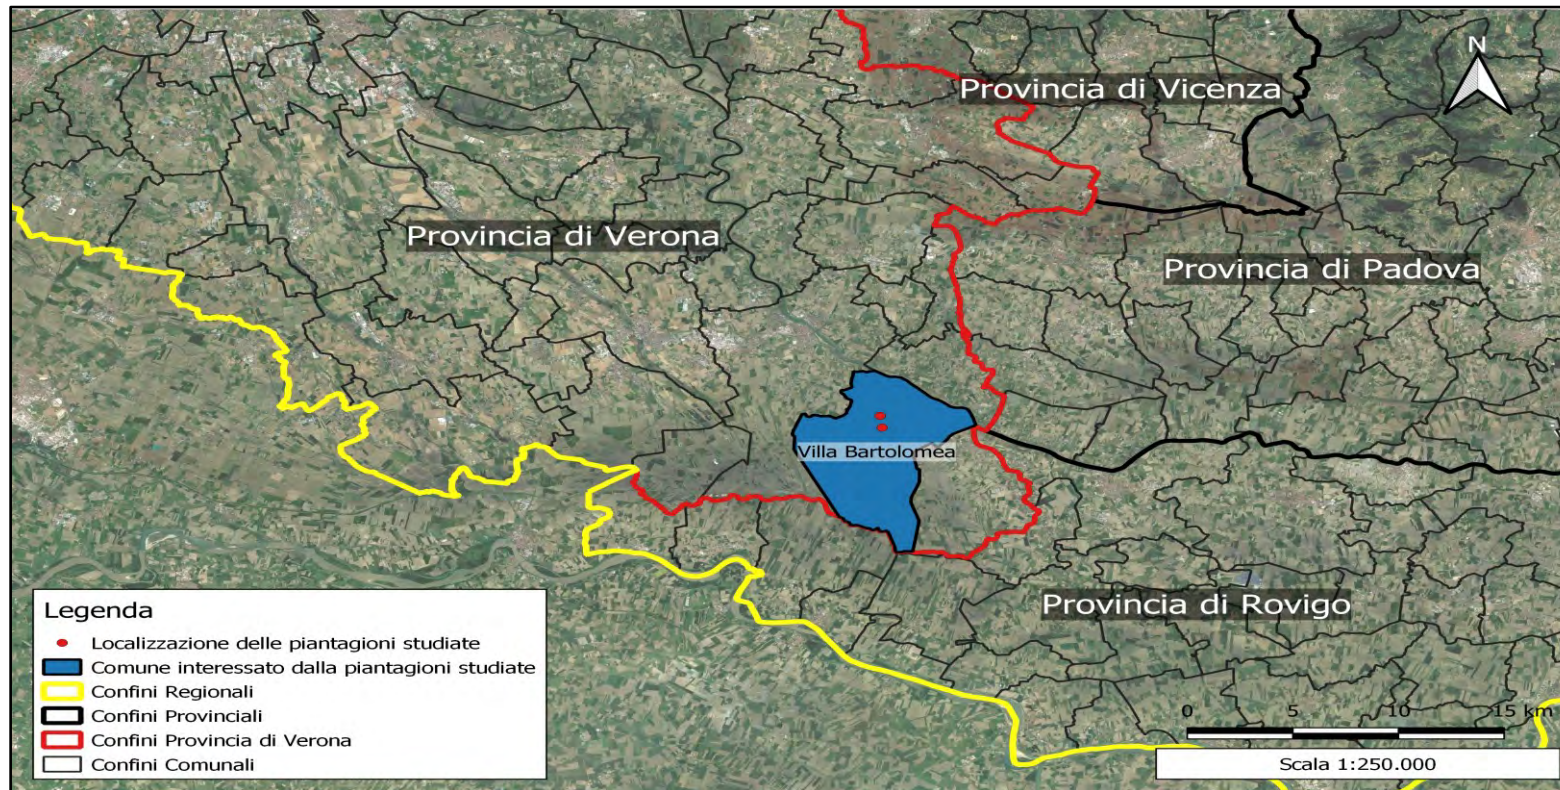 N
Provincia di Vicenza
Provincia di Verona
Provincia di Padova
Villa Bartolomea
Provincia di Rovigo
Legenda
Localizzazione delle piantagioni studiate
Comune interessato dalla piantagioni studiate
Confini Regionali
Confini Provinciali
Confini Provincia di Verona
Confini Comunali
0 5 10 15 km
Scala 1:250.000